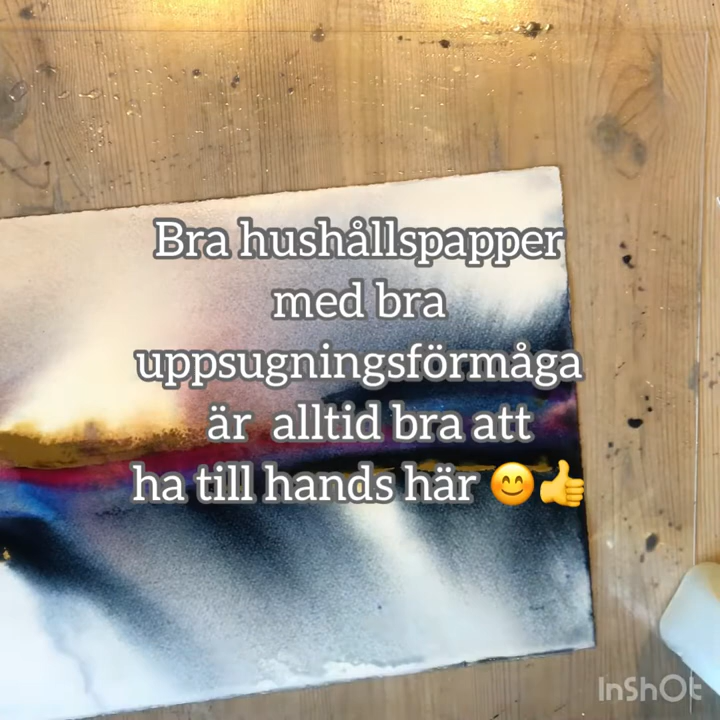 Bra hushållspapper
med bra
uppsugningsförmåga
är alltid bra att
ha till hands här 😊👍
InShOt